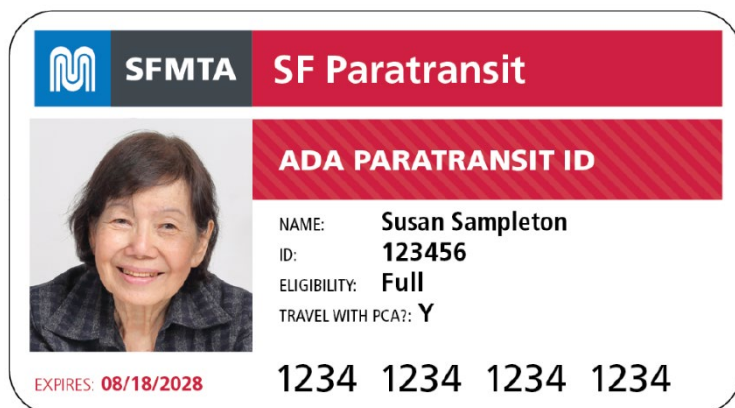 SFMTA SF Paratransit
ADA PARATRANSIT ID
NAME: Susan Sampleton
ID: 123456
ELIGIBILITY: Full
TRAVEL WITH PCA?: Y
EXPIRES: 08/18/2028
1234 1234 1234 1234